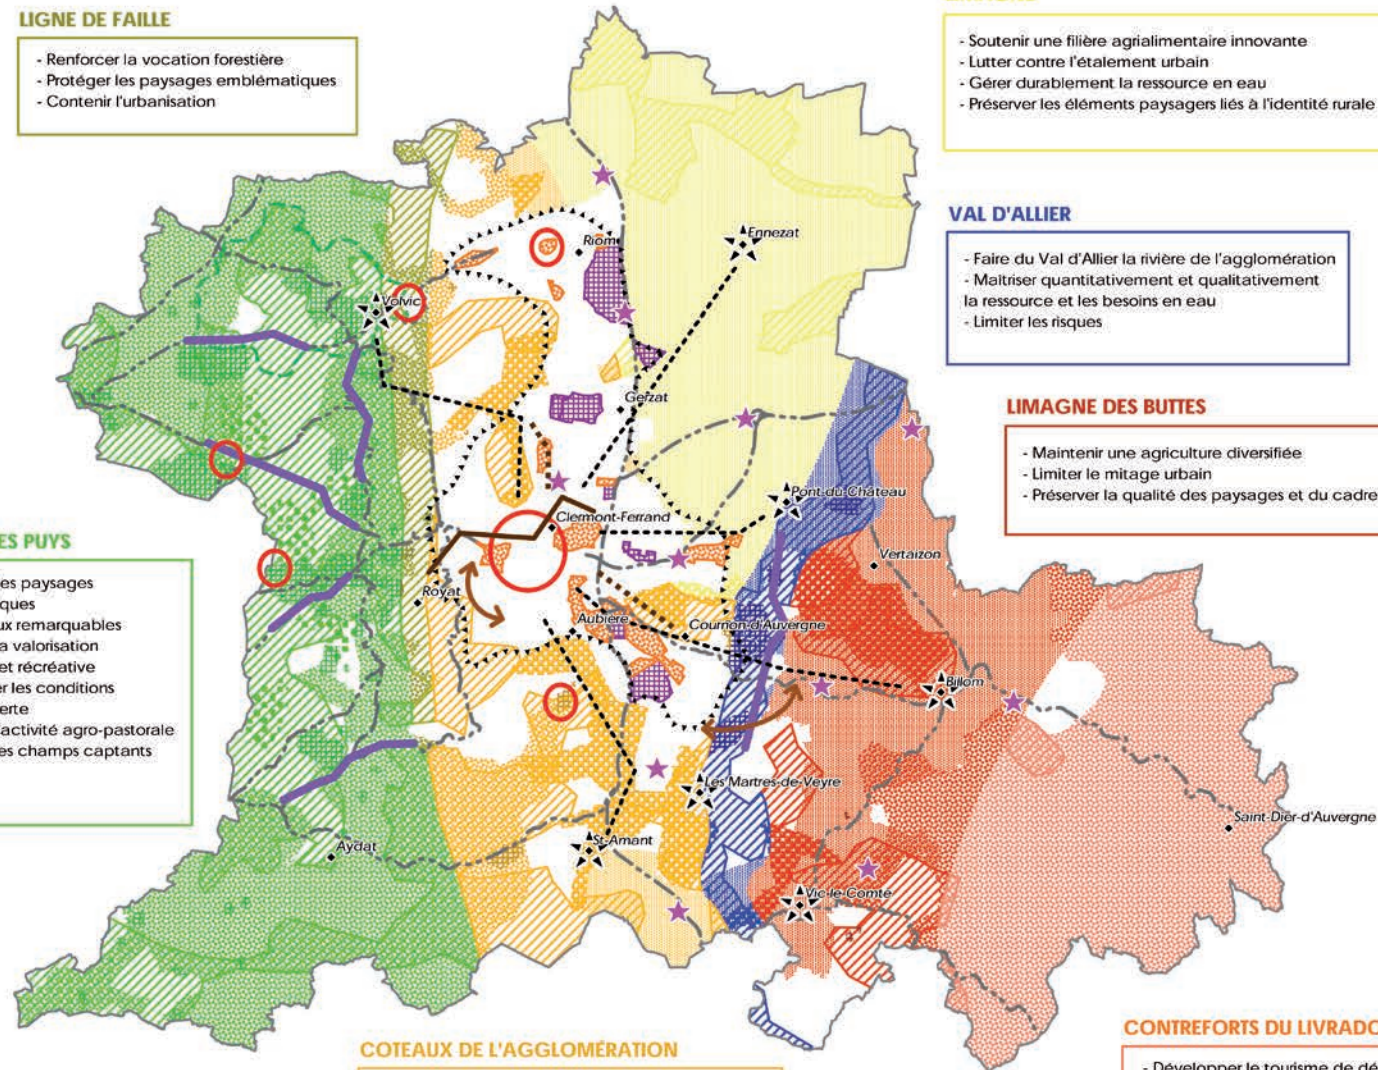 LIGNE DE FAILLE
- Renforcer la vocation forestière
- Protéger les paysages emblématiques
- Contenir l'urbanisation
- Soutenir une filière agrialimentaire innovante
- Lutter contre l'étalement urbain
- Gérer durablement la ressource en eau
- Préserver les éléments paysagers liés à l'identité rurale
VAL D'ALLIER
- Faire du Val d'Allier la rivière de l'agglomération
- Maîtriser quantitativement et qualitativement
la ressource et les besoins en eau
- Limiter les risques
LIMAGNE DES BUTTES
- Maintenir une agriculture diversifiée
- Limiter le mitage urbain
- Préserver la qualité des paysages et du cadre
ES PUYS
es paysages
ques
ux remarquables
a valorisation
et récréative
er les conditions
erte
'activité agro-pastorale
es champs captants
Ennezat
Riom
Volvic
Gerzat
Pont-du-Château
Clermont-Ferrand
Vertaizon
Royat
Aubière
Cournon-d'Auvergne
Billom
Les Martres-de-Veyre
Saint-Dier-d'Auvergne
St-Amant
Aydat
Vic-le-Comte
COTEAUX DE L'AGGLOMÉRATION
CONTREFORTS DU LIVRADO
- Développer le tourisme de dé